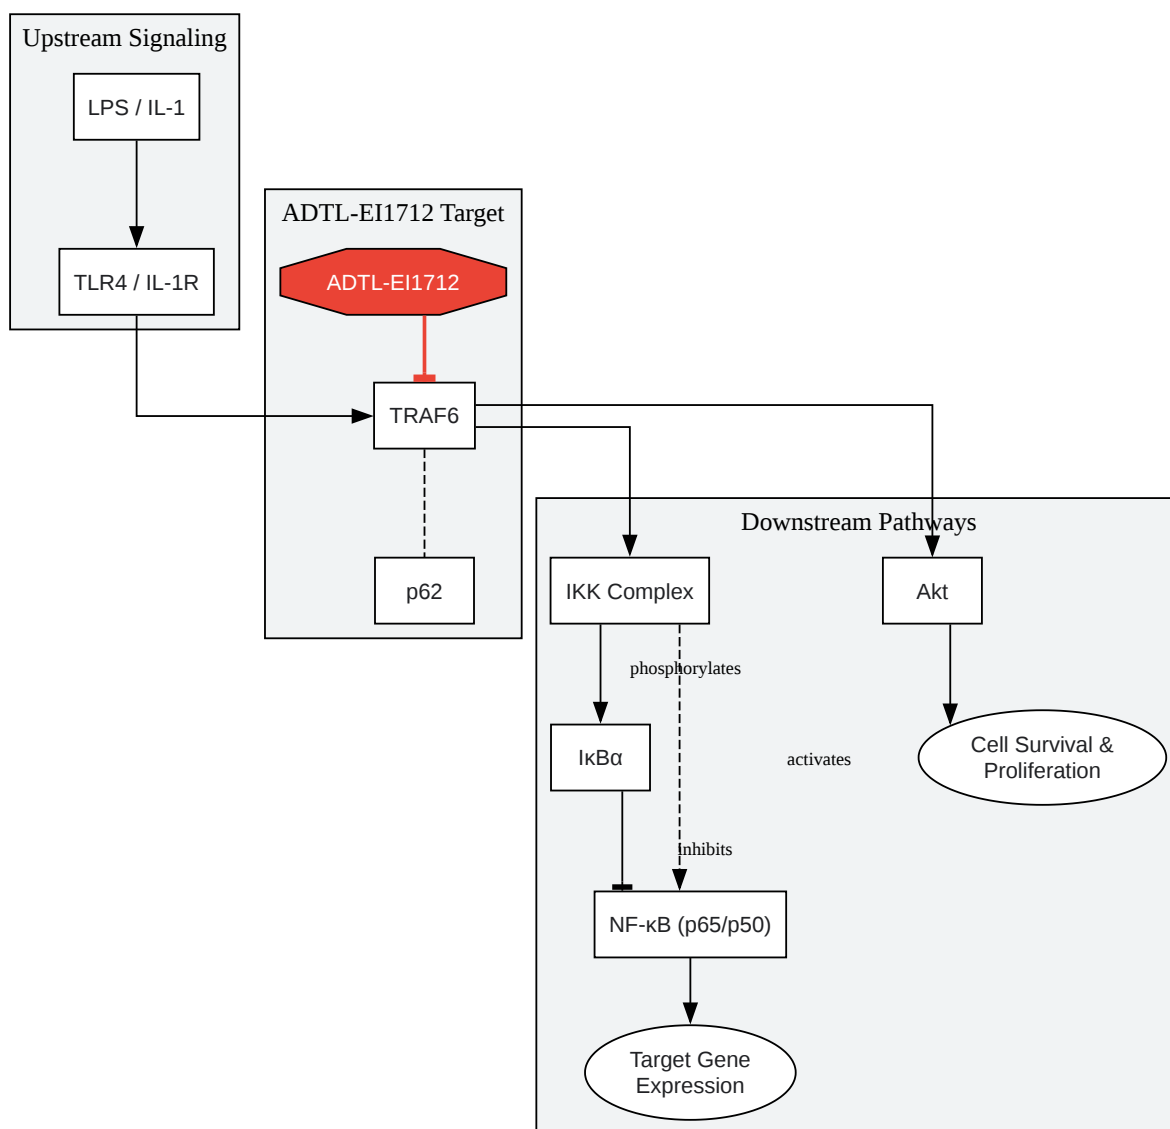 Upstream Signaling
LPS / IL-1
TLR4 / IL-1R
ADTL-EI1712 Target
ADTL-EI1712
TRAF6
p62
Downstream Pathways
IKK Complex
Akt
phosphorylates
IκBα
activates
Cell Survival &
Proliferation
inhibits
NF-κB (p65/p50)
Target Gene
Expression